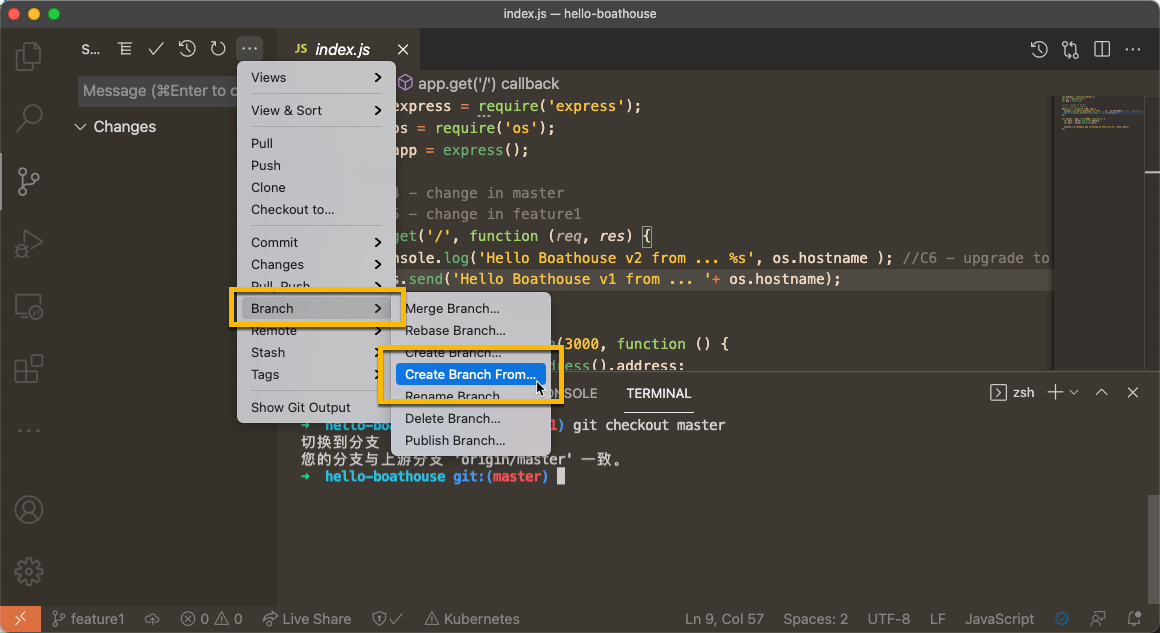 index.js — hello-boathouse
S...
JS index.js
Message (⌘Enter to c
Changes
Views
View & Sort
Pull
Push
Clone
Checkout to...
Commit
Changes
Pull, Push
Branch
Remote
Stash
Tags
Show Git Output
Merge Branch...
Rebase Branch...
Create Branch...
Create Branch From...
Rename Branch
Delete Branch...
Publish Branch...
app.get('/') callback
express = require('express');
os = require('os');
app = express();
- change in master
- change in feature1
get('/', function (req, res) {
nsole.log('Hello Boathouse v2 from ... %s', os.hostname ); //C6 - upgrade to
s.send('Hello Boathouse v1 from ... '+ os.hostname);
(3000, function () {
dress().address;
ONSOLE
TERMINAL
zsh
➜ hello-bo 1) git checkout master
切换到分支
您的分支与上游分支 'origin/master' 一致。
➜ hello-boathouse git:(master)
feature1
0
0
Live Share
Kubernetes
Ln 9, Col 57
Spaces: 2
UTF-8
LF
JavaScript